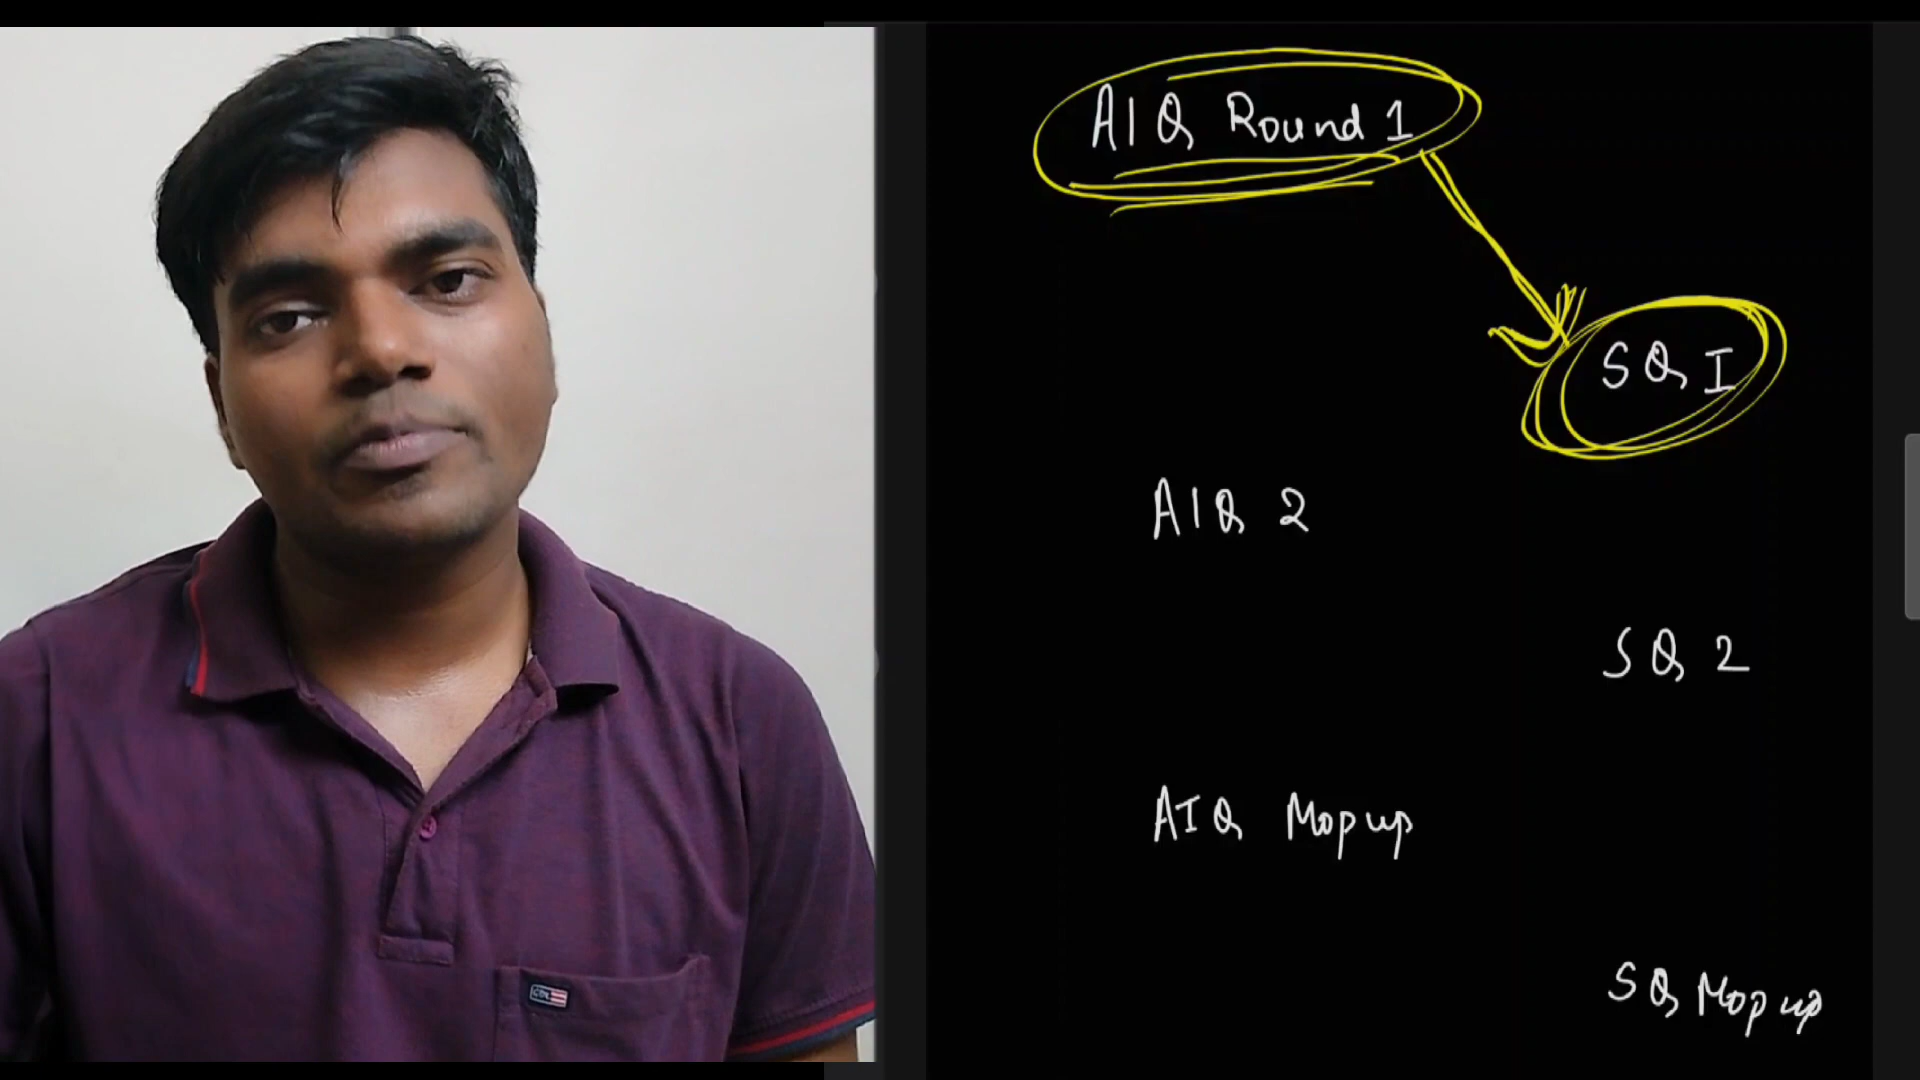 AIQ Round 1
SQ I
AIQ 2
SQ 2
AIQ Mopup
SQ Mopup